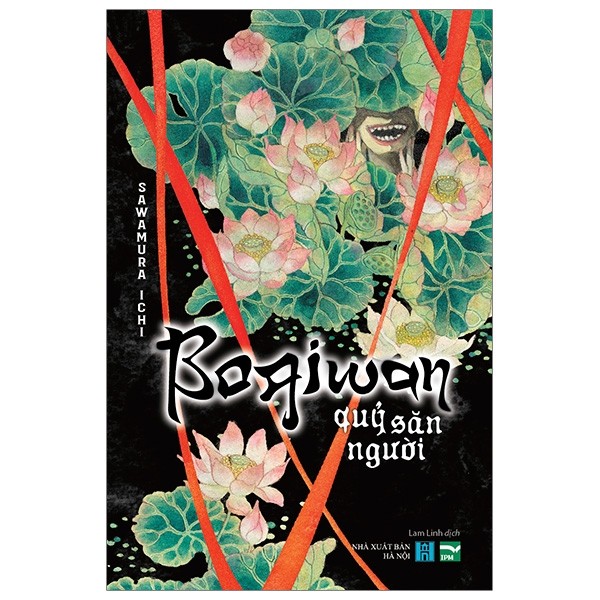 SAWAMURA ICHI
Bogiwan
quỷ săn
người
Lam Linh dịch
NHÀ XUẤT BẢN
HÀ NỘI
IPM